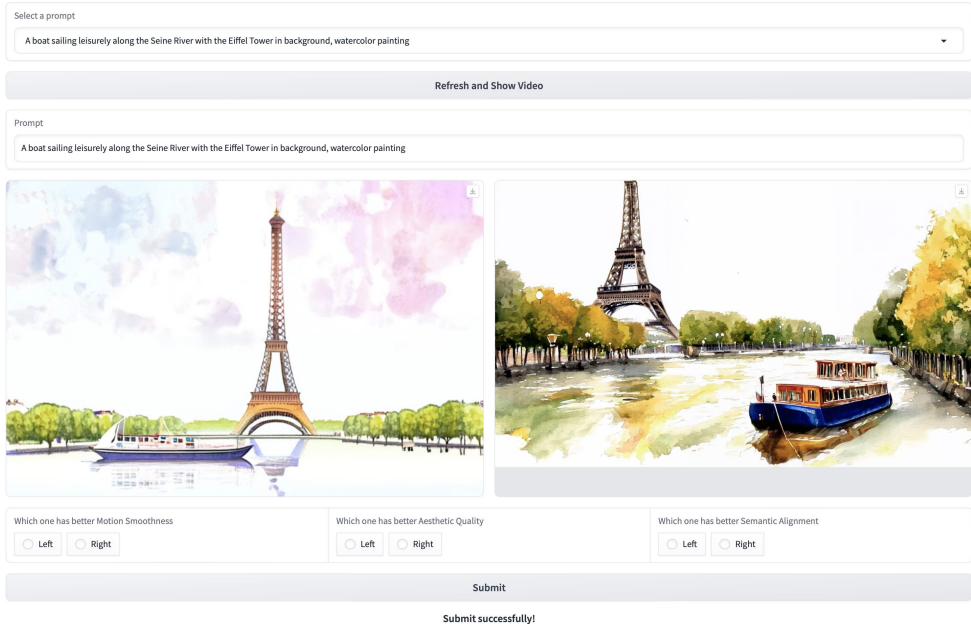 Select a prompt
A boat sailing leisurely along the Seine River with the Eiffel Tower in background, watercolor painting
Refresh and Show Video
Prompt
A boat sailing leisurely along the Seine River with the Eiffel Tower in background, watercolor painting
Which one has better Motion Smoothness
Left Right
Which one has better Aesthetic Quality
Left Right
Which one has better Semantic Alignment
Left Right
Submit
Submit successfully!